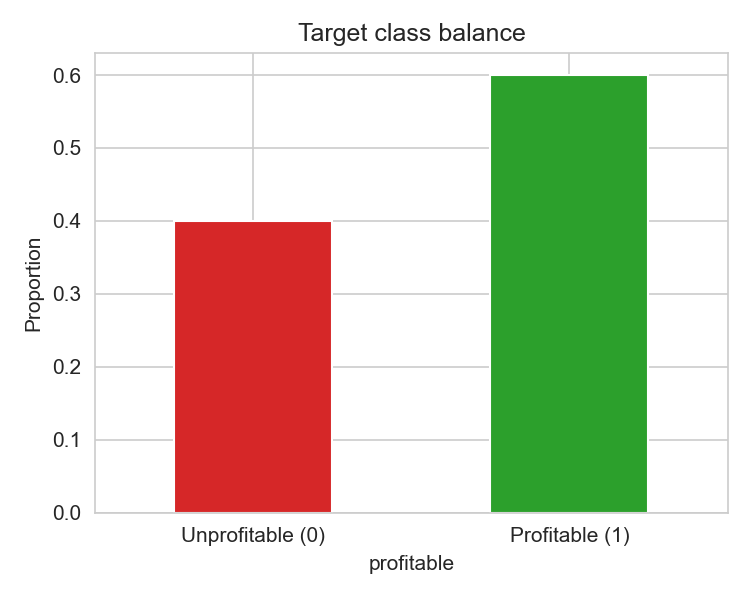 Target class balance
Proportion
0.6
0.5
0.4
0.3
0.2
0.1
0.0
Unprofitable (0)
Profitable (1)
profitable